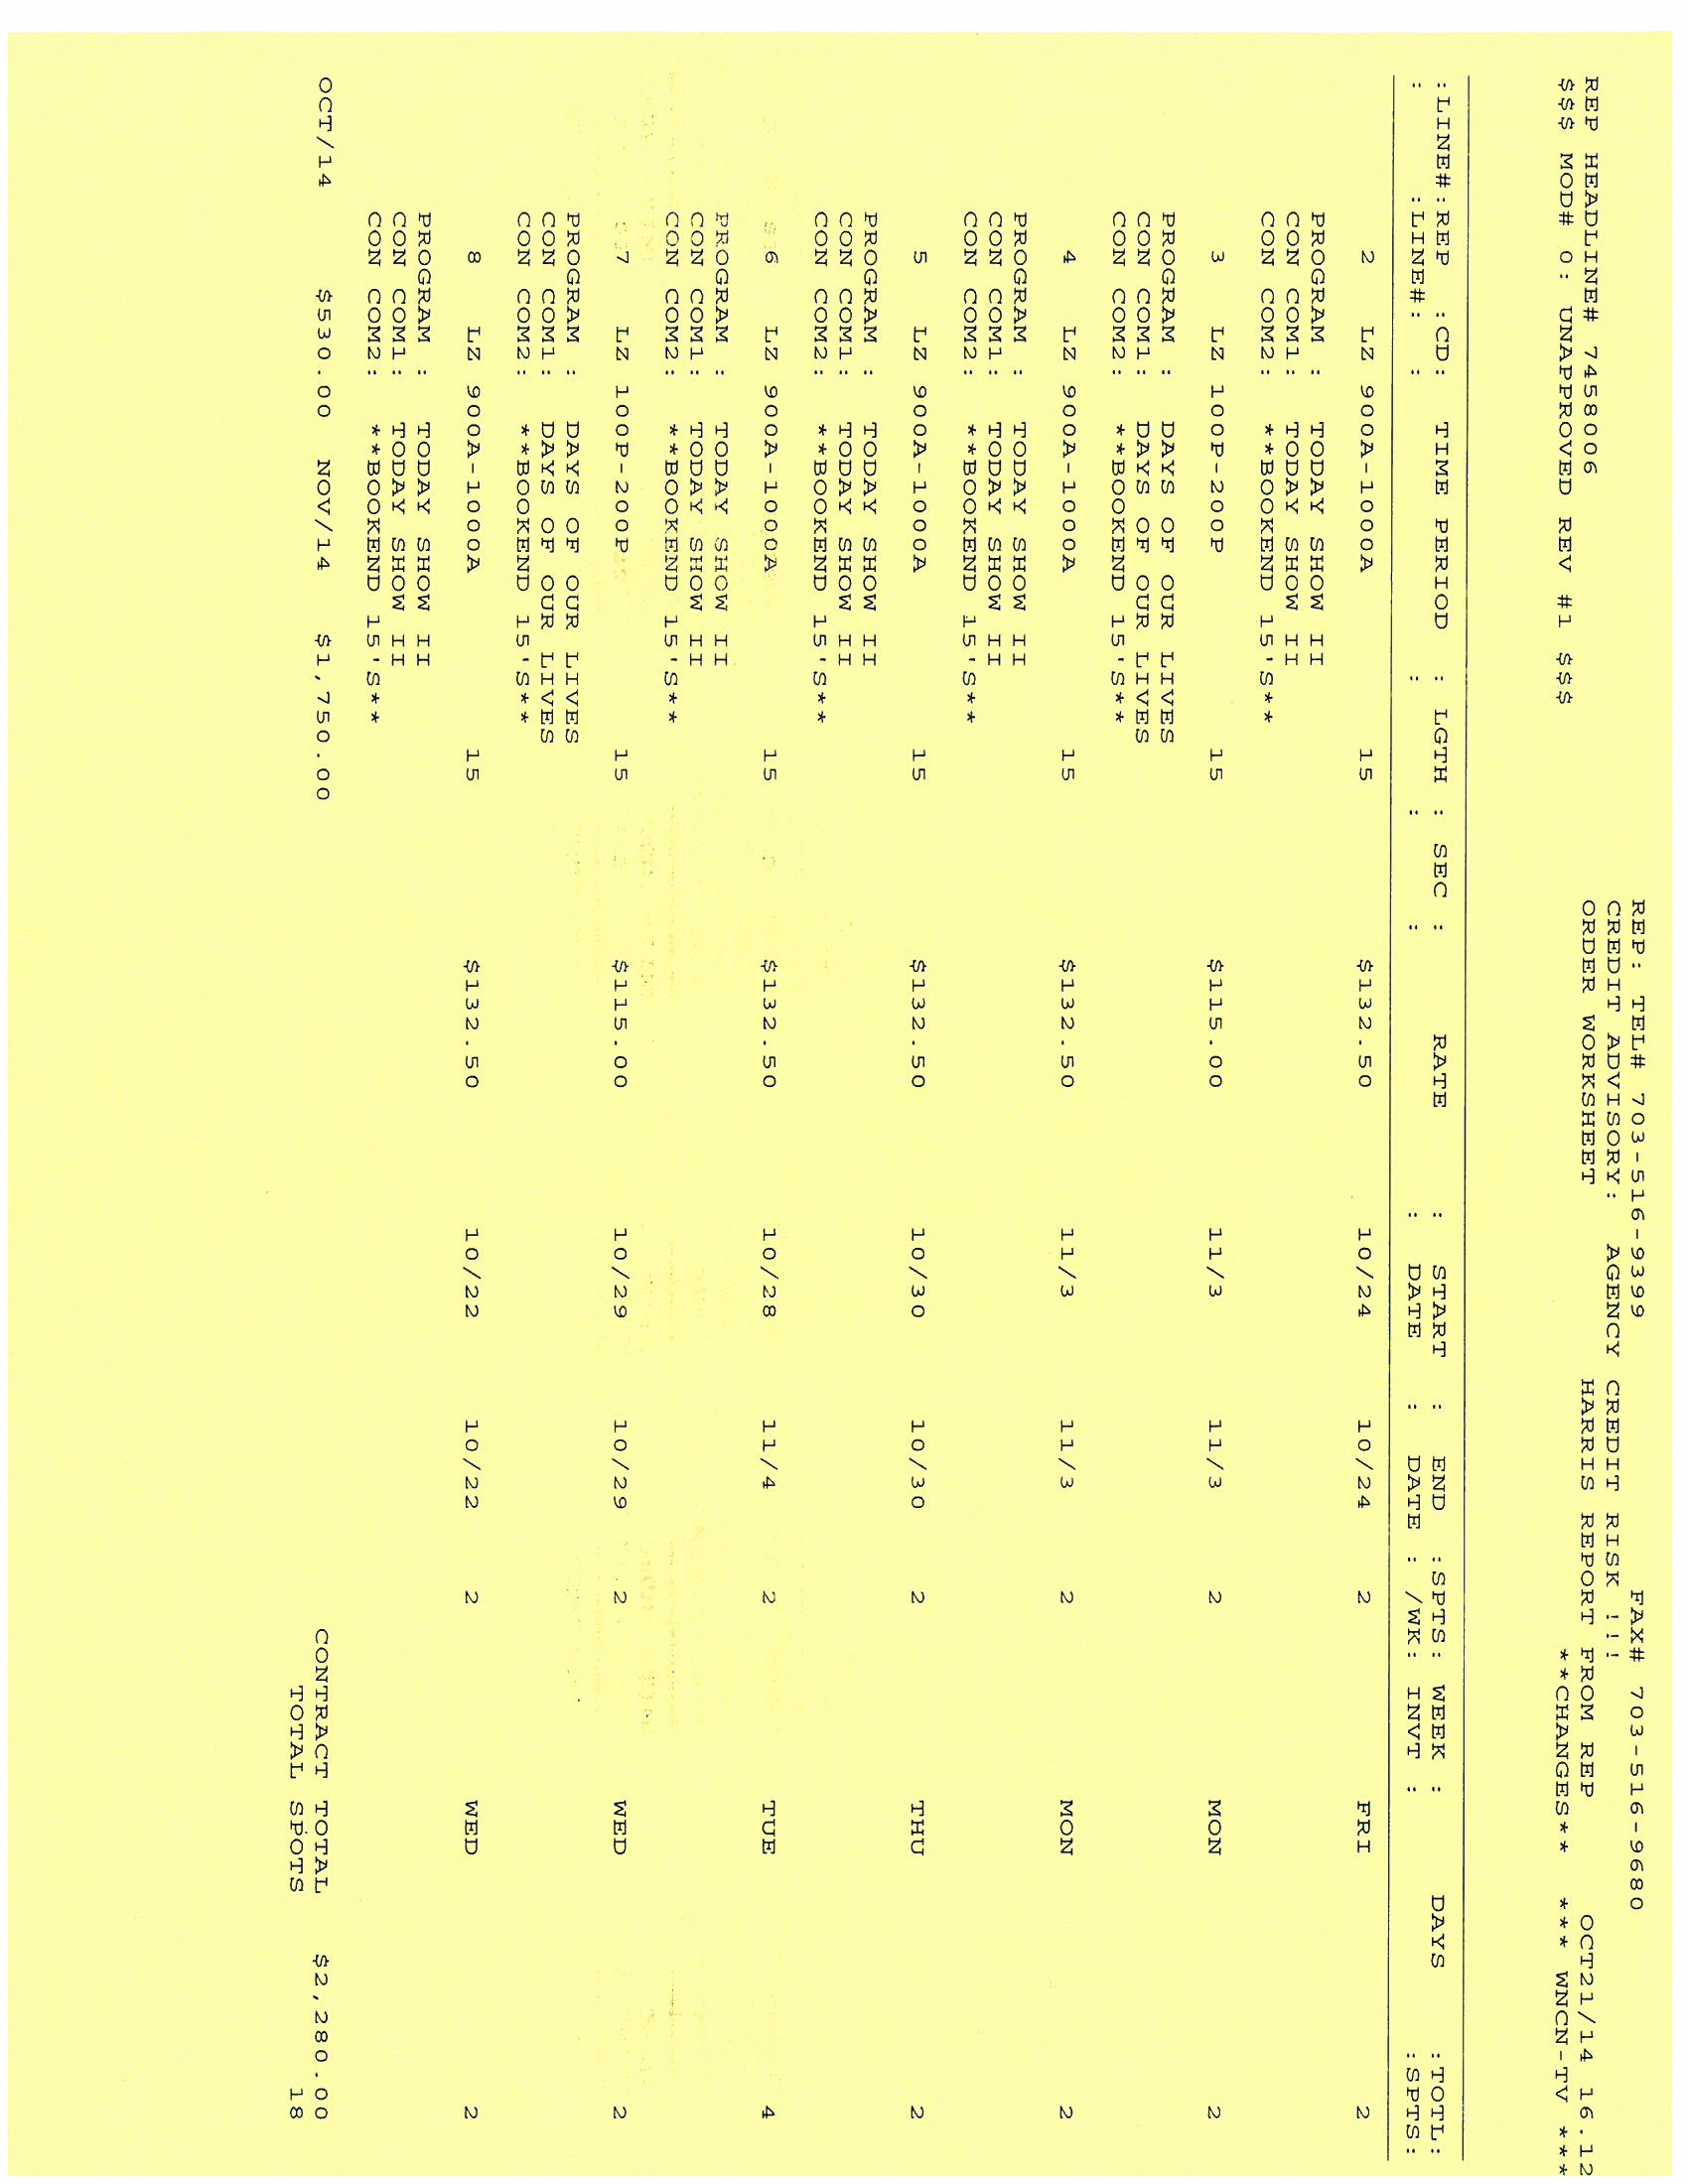 REP: TEL# 703-516-9399 FAX# 703-516-9680
CREDIT ADVISORY: AGENCY CREDIT RISK !!!
REP HEADLINE# 7458006 ORDER WORKSHEET HARRIS REPORT FROM REP OCT21/14 16.12
$$$ MOD# 0: UNAPPROVED REV #1 $$$ **CHANGES** *** WNCN-TV ***
:LINE#:REP :CD: TIME PERIOD : LGTH : SEC : RATE : START : END :SPTS: WEEK : DAYS :TOTL:
: :LINE#: : : : : DATE : DATE : /WK: INVT : :SPTS:
2 LZ 900A-1000A 15 $132.50 10/24 10/24 2 FRI 2
PROGRAM : TODAY SHOW II
CON COM1: TODAY SHOW II
CON COM2: **BOOKEND 15'S**
3 LZ 100P-200P 15 $115.00 11/3 11/3 2 MON 2
PROGRAM : DAYS OF OUR LIVES
CON COM1: DAYS OF OUR LIVES
CON COM2: **BOOKEND 15'S**
4 LZ 900A-1000A 15 $132.50 11/3 11/3 2 MON 2
PROGRAM : TODAY SHOW II
CON COM1: TODAY SHOW II
CON COM2: **BOOKEND 15'S**
5 LZ 900A-1000A 15 $132.50 10/30 10/30 2 THU 2
PROGRAM : TODAY SHOW II
CON COM1: TODAY SHOW II
CON COM2: **BOOKEND 15'S**
6 LZ 900A-1000A 15 $132.50 10/28 11/4 2 TUE 4
PROGRAM : TODAY SHOW II
CON COM1: TODAY SHOW II
CON COM2: **BOOKEND 15'S**
7 LZ 100P-200P 15 $115.00 10/29 10/29 2 WED 2
PROGRAM : DAYS OF OUR LIVES
CON COM1: DAYS OF OUR LIVES
CON COM2: **BOOKEND 15'S**
8 LZ 900A-1000A 15 $132.50 10/22 10/22 2 WED 2
PROGRAM : TODAY SHOW II
CON COM1: TODAY SHOW II
CON COM2: **BOOKEND 15'S**
OCT/14 $530.00 NOV/14 $1,750.00 CONTRACT TOTAL $2,280.00
TOTAL SPOTS 18